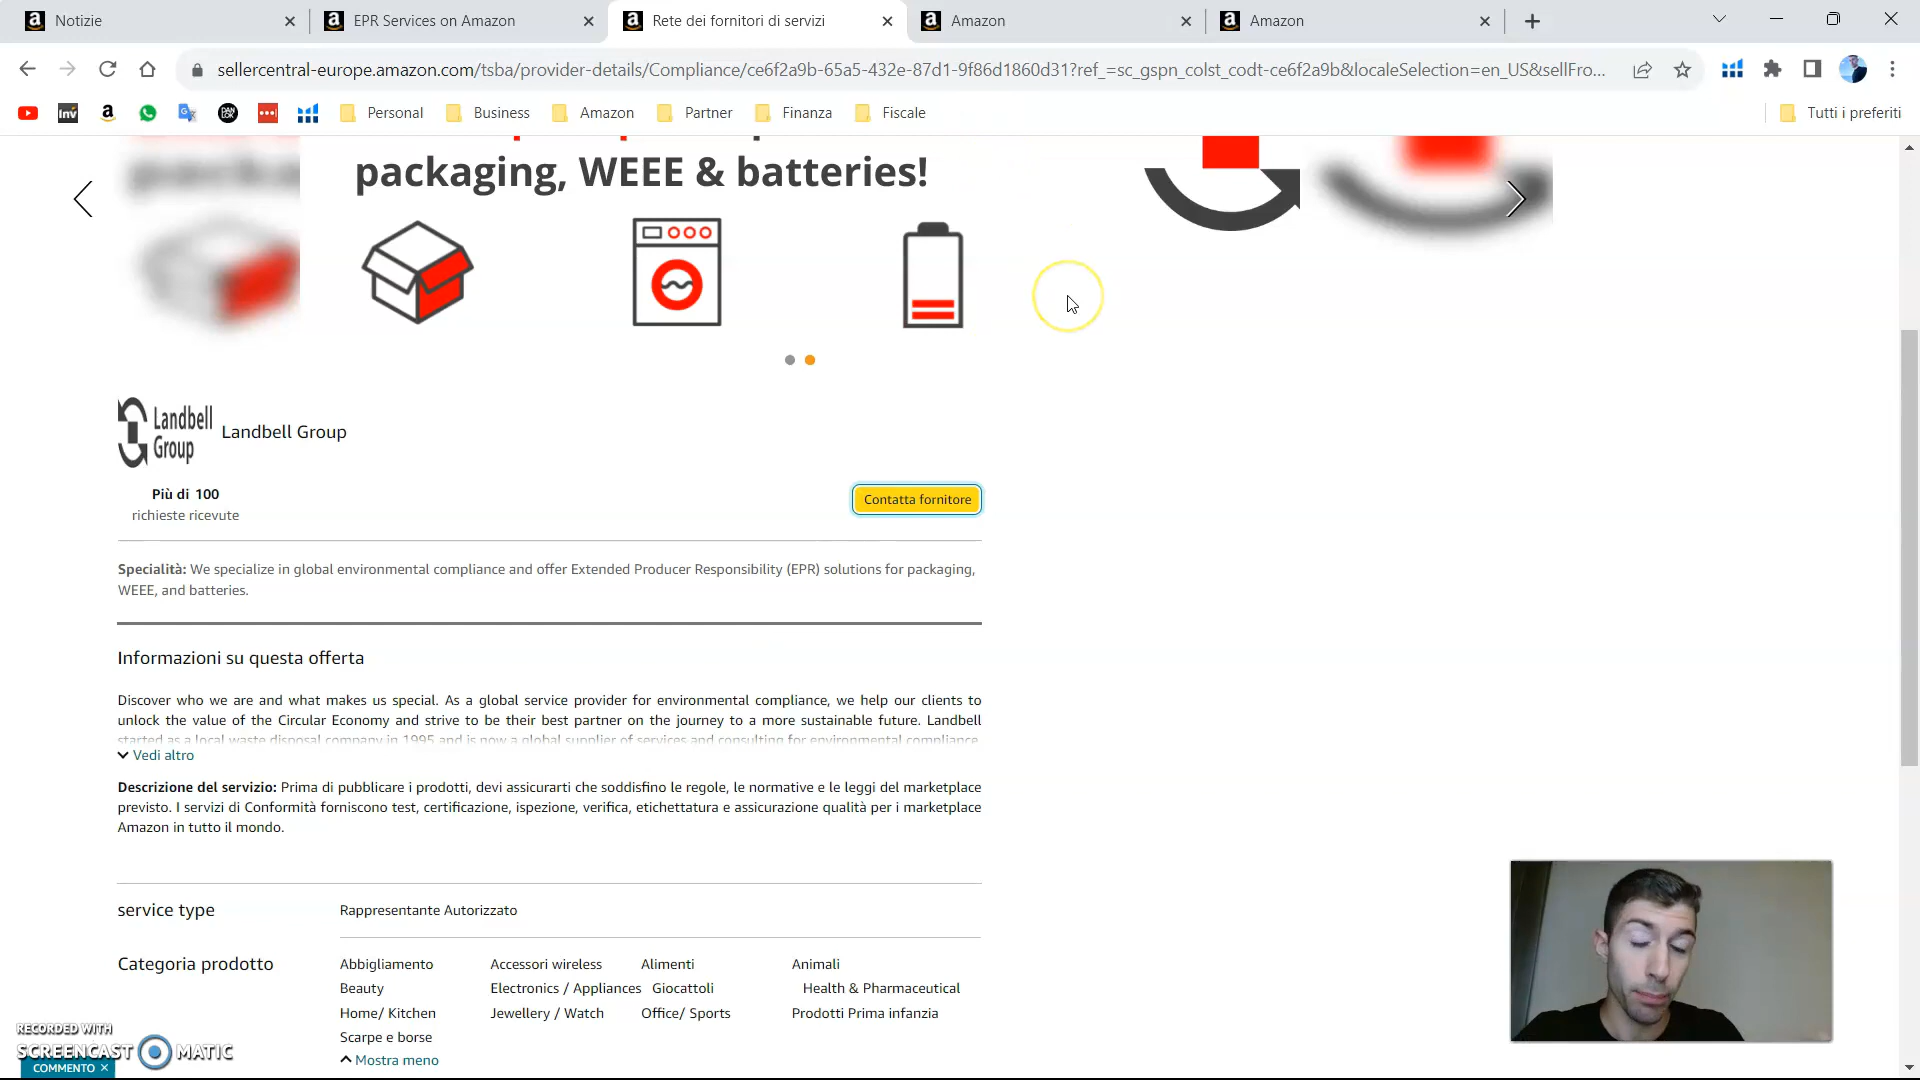 Notizie
EPR Services on Amazon
Rete dei fornitori di servizi
Amazon
Amazon
sellercentral-europe.amazon.com/tsba/provider-details/Compliance/ce6f2a9b-65a5-432e-87d1-9f86d1860d31?ref_=sc_gspn_colst_codt-ce6f2a9b&localeSelection=en_US&sellFro...
Personal
Business
Amazon
Partner
Finanza
Fiscale
Tutti i preferiti
packaging, WEEE & batteries!
Landbell
Group
Landbell Group
Più di 100
richieste ricevute
Contatta fornitore
Specialità: We specialize in global environmental compliance and offer Extended Producer Responsibility (EPR) solutions for packaging,
WEEE, and batteries.
Informazioni su questa offerta
Discover who we are and what makes us special. As a global service provider for environmental compliance, we help our clients to
unlock the value of the Circular Economy and strive to be their best partner on the journey to a more sustainable future. Landbell
started as a local waste disposal company in 1995 and is now a global supplier of services and consulting for environmental compliance.
Vedi altro
Descrizione del servizio: Prima di pubblicare i prodotti, devi assicurarti che soddisfino le regole, le normative e le leggi del marketplace
previsto. I servizi di Conformità forniscono test, certificazione, ispezione, verifica, etichettatura e assicurazione qualità per i marketplace
Amazon in tutto il mondo.
service type
Rappresentante Autorizzato
Categoria prodotto
Abbigliamento
Accessori wireless
Alimenti
Animali
Beauty
Electronics / Appliances
Giocattoli
Health & Pharmaceutical
Home/ Kitchen
Jewellery / Watch
Office/ Sports
Prodotti Prima infanzia
Scarpe e borse
Mostra meno
RECORDED WITH
SCREENCAST MATIC
COMMENTO ×